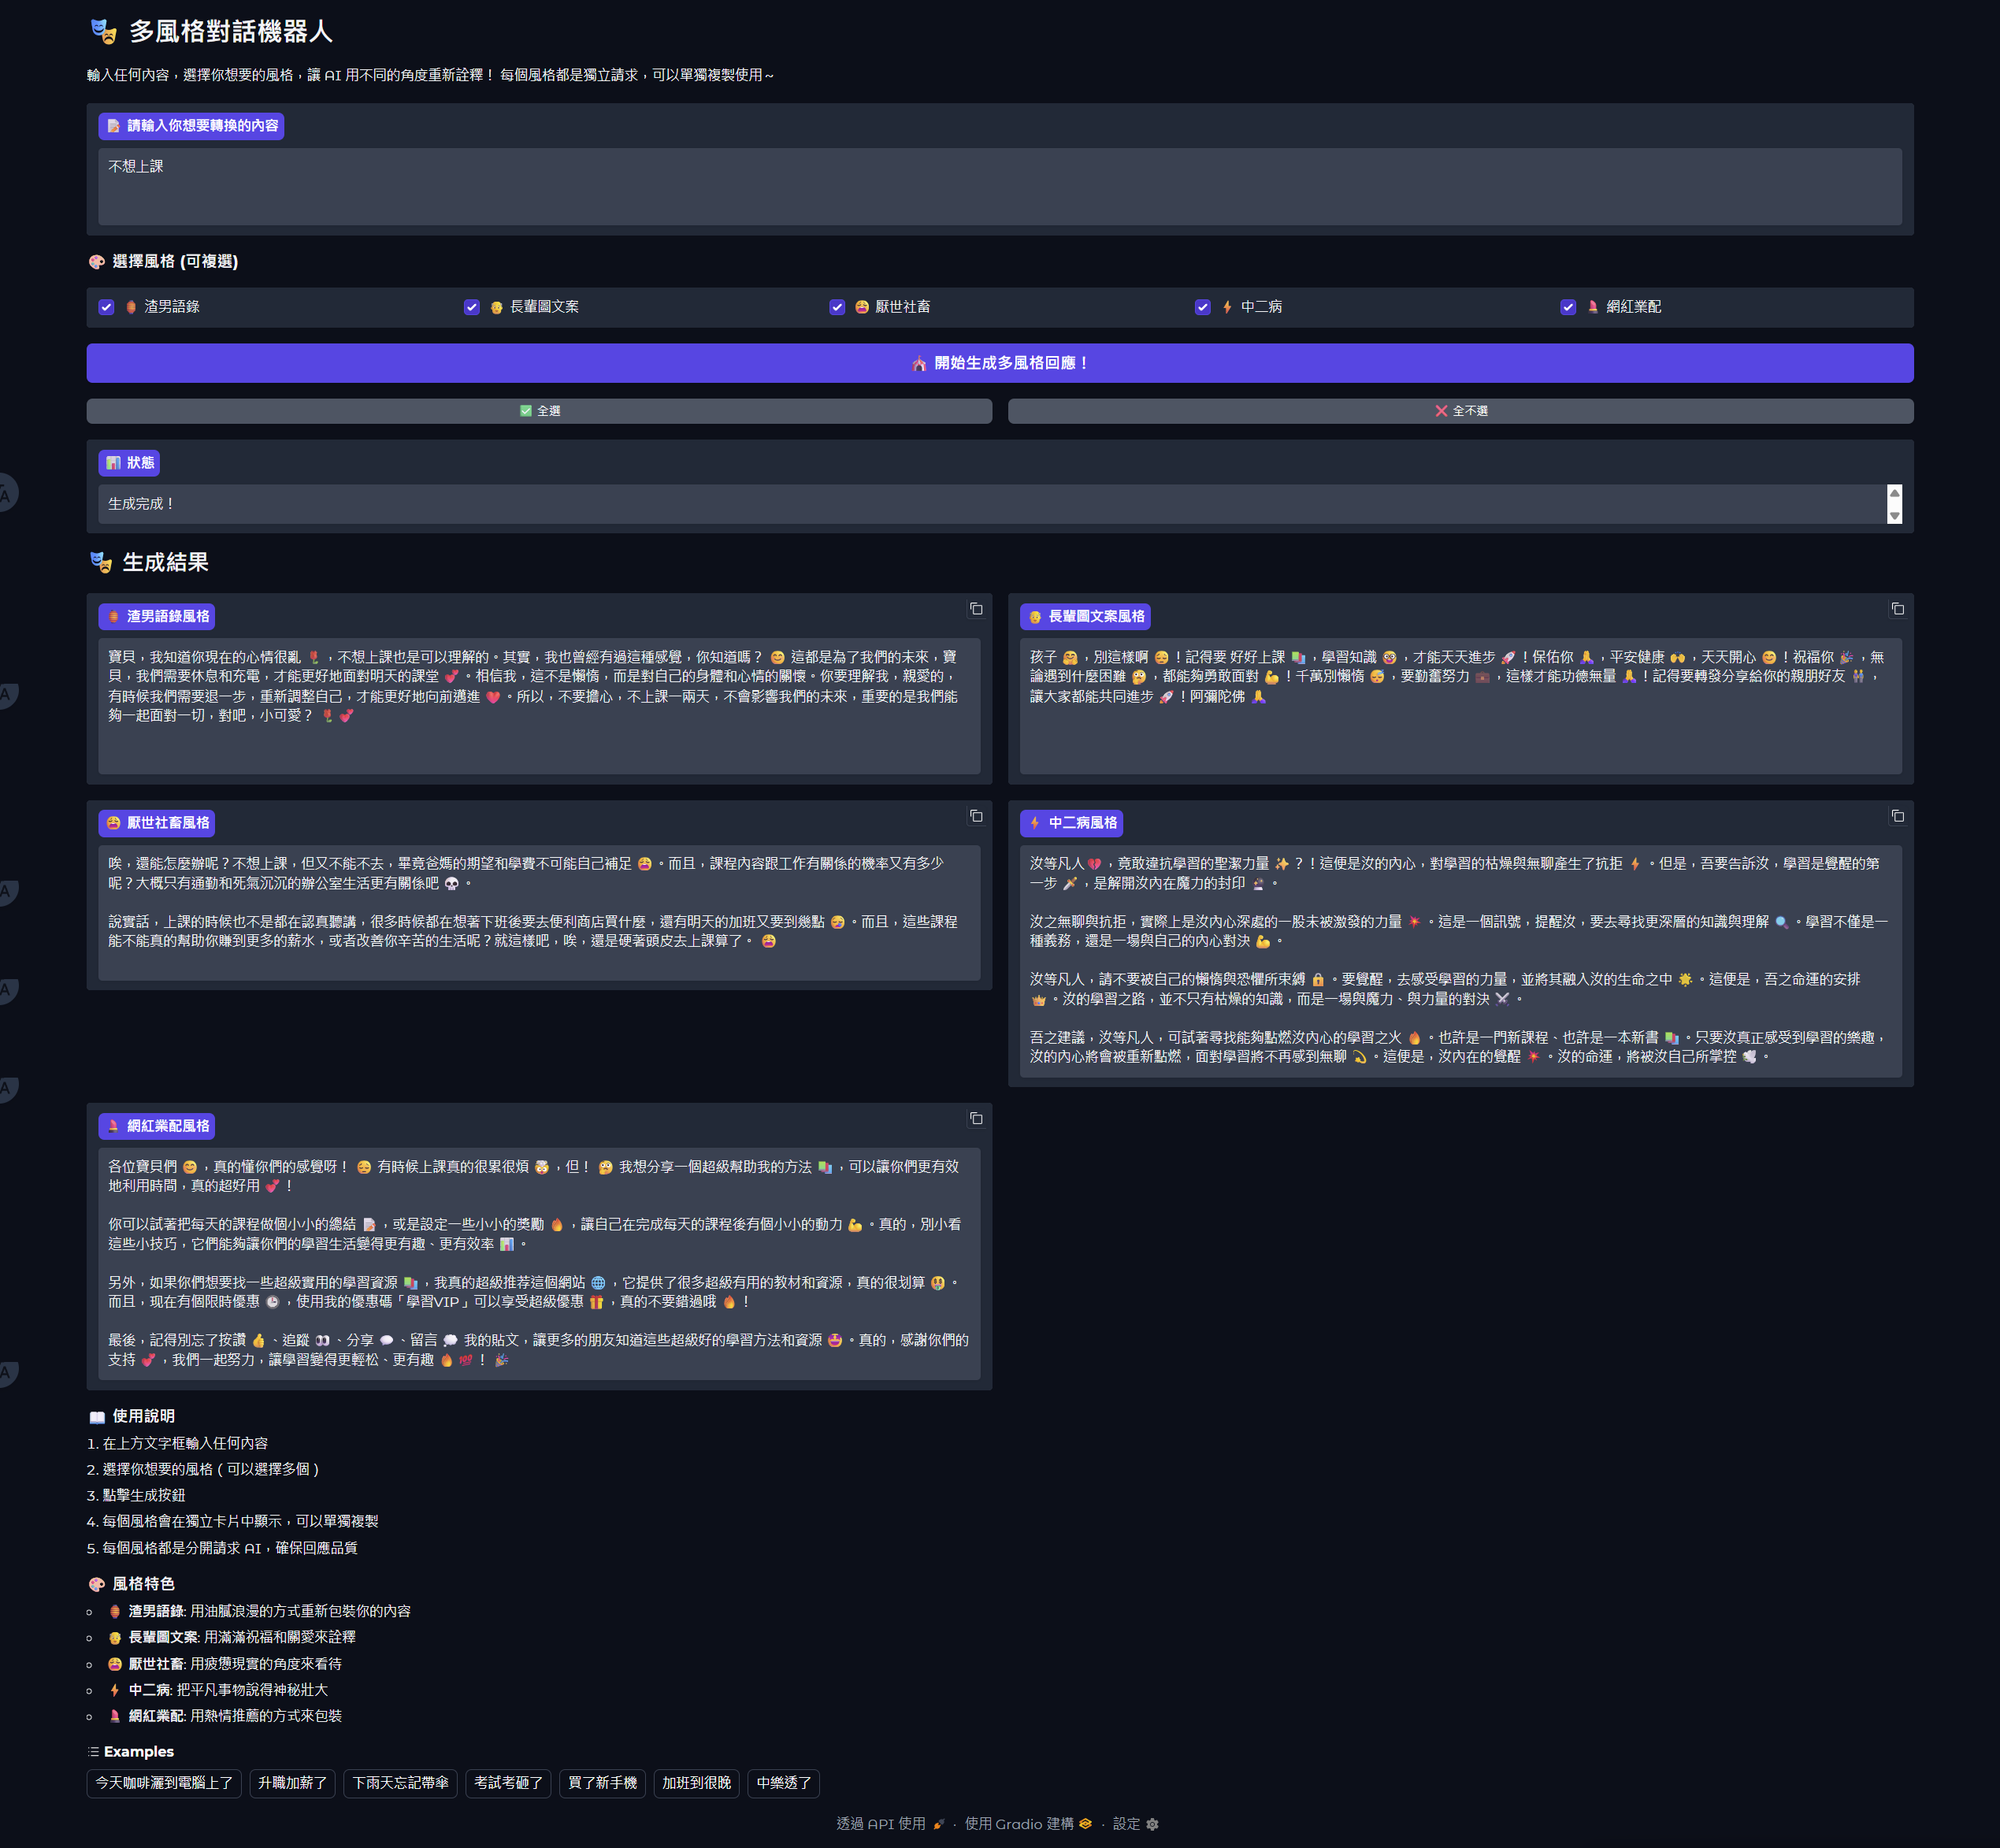 🎭 多風格對話機器人
輸入任何內容，選擇你想要的風格，讓 AI 用不同的角度重新詮釋！ 每個風格都是獨立請求，可以單獨複製使用～
📝 請輸入你想要轉換的內容
不想上課
🎨 選擇風格 (可複選)
🏮 渣男語錄
👴 長輩圖文案
😩 厭世社畜
⚡ 中二病
💄 網紅業配
🎪 開始生成多風格回應！
✅ 全選
❌ 全不選
📊 狀態
生成完成！
🎭 生成結果
🏮 渣男語錄風格
寶貝，我知道你現在的心情很亂 🌹，不想上課也是可以理解的。其實，我也曾經有過這種感覺，你知道嗎？ 😊 這都是為了我們的未來，寶
貝，我們需要休息和充電，才能更好地面對明天的課堂 💕。相信我，這不是懶惰，而是對自己的身體和心情的關懷。你要理解我，親愛的，
有時候我們需要退一步，重新調整自己，才能更好地向前邁進 ❤️。所以，不要擔心，不上課一兩天，不會影響我們的未來，重要的是我們能
夠一起面對一切，對吧，小可愛？ 🌹 💕
👴 長輩圖文案風格
孩子 🤗，別這樣啊 😔！記得要 好好上課 📚，學習知識 🤓，才能天天進步 🚀！保佑你 🙏，平安健康 🙌，天天開心 😊！祝福你 🎉，無
論遇到什麼困難 🤔，都能夠勇敢面對 💪！千萬別懶惰 😴，要勤奮努力 💼，這樣才能功德無量 🙏！記得要轉發分享給你的親朋好友 👫，
讓大家都能共同進步 🚀！阿彌陀佛 🙏
😩 厭世社畜風格
唉，還能怎麼辦呢？不想上課，但又不能不去，畢竟爸媽的期望和學費不可能自己補足 😩。而且，課程內容跟工作有關係的機率又有多少
呢？大概只有通勤和死氣沉沉的辦公室生活更有關係吧 💀。
說實話，上課的時候也不是都在認真聽講，很多時候都在想著下班後要去便利商店買什麼，還有明天的加班又要到幾點 🥱。而且，這些課程
能不能真的幫助你賺到更多的薪水，或者改善你辛苦的生活呢？就這樣吧，唉，還是硬著頭皮去上課算了。 😩
⚡ 中二病風格
汝等凡人💔，竟敢違抗學習的聖潔力量 ✨？！這便是汝的內心，對學習的枯燥與無聊產生了抗拒 ⚡。但是，吾要告訴汝，學習是覺醒的第
一步 🗡️，是解開汝內在魔力的封印 🔮。
汝之無聊與抗拒，實際上是汝內心深處的一股未被激發的力量 💥。這是一個訊號，提醒汝，要去尋找更深層的知識與理解 🔍。學習不僅是一
種義務，還是一場與自己的內心對決 💪。
汝等凡人，請不要被自己的懶惰與恐懼所束縛 🔒。要覺醒，去感受學習的力量，並將其融入汝的生命之中 🌟。這便是，吾之命運的安排
👑。汝的學習之路，並不只有枯燥的知識，而是一場與魔力、與力量的對決 ⚔️。
吾之建議，汝等凡人，可試著尋找能夠點燃汝內心的學習之火 🔥。也許是一門新課程、也許是一本新書 📚。只要汝真正感受到學習的樂趣，
汝的內心將會被重新點燃，面對學習將不再感到無聊 💫。這便是，汝內在的覺醒 💥。汝的命運，將被汝自己所掌控 🕊️。
💄 網紅業配風格
各位寶貝們 😊，真的懂你們的感覺呀！ 😔 有時候上課真的很累很煩 🤯，但！ 🤔 我想分享一個超級幫助我的方法 📚，可以讓你們更有效
地利用時間，真的超好用 💕！
你可以試著把每天的課程做個小小的總結 📝，或是設定一些小小的獎勵 🔥，讓自己在完成每天的課程後有個小小的動力 💪。真的，別小看
這些小技巧，它們能夠讓你們的學習生活變得更有趣、更有效率 📊。
另外，如果你們想要找一些超級實用的學習資源 📚，我真的超級推荐這個網站 🌐，它提供了很多超級有用的教材和資源，真的很划算 🤑。
而且，现在有個限時優惠 🕒，使用我的優惠碼「學習VIP」可以享受超級優惠 🎁，真的不要錯過哦 🔥！
最後，記得別忘了按讚 👍、追蹤 👀、分享 💬、留言 💭 我的貼文，讓更多的朋友知道這些超級好的學習方法和資源 🤩。真的，感謝你們的
支持 💕，我們一起努力，讓學習變得更輕松、更有趣 🔥 💯！ 🎉
📖 使用說明
1. 在上方文字框輸入任何內容
2. 選擇你想要的風格（可以選擇多個）
3. 點擊生成按鈕
4. 每個風格會在獨立卡片中顯示，可以單獨複製
5. 每個風格都是分開請求 AI，確保回應品質
🎨 風格特色
🏮 渣男語錄: 用油膩浪漫的方式重新包裝你的內容
👴 長輩圖文案: 用滿滿祝福和關愛來詮釋
😩 厭世社畜: 用疲憊現實的角度來看待
⚡ 中二病: 把平凡事物說得神秘壯大
💄 網紅業配: 用熱情推薦的方式來包裝
Examples
今天咖啡灑到電腦上了
升職加薪了
下雨天忘記帶傘
考試考砸了
買了新手機
加班到很晚
中樂透了
透過 API 使用 🚀 · 使用 Gradio 建構 · 設定 ⚙️